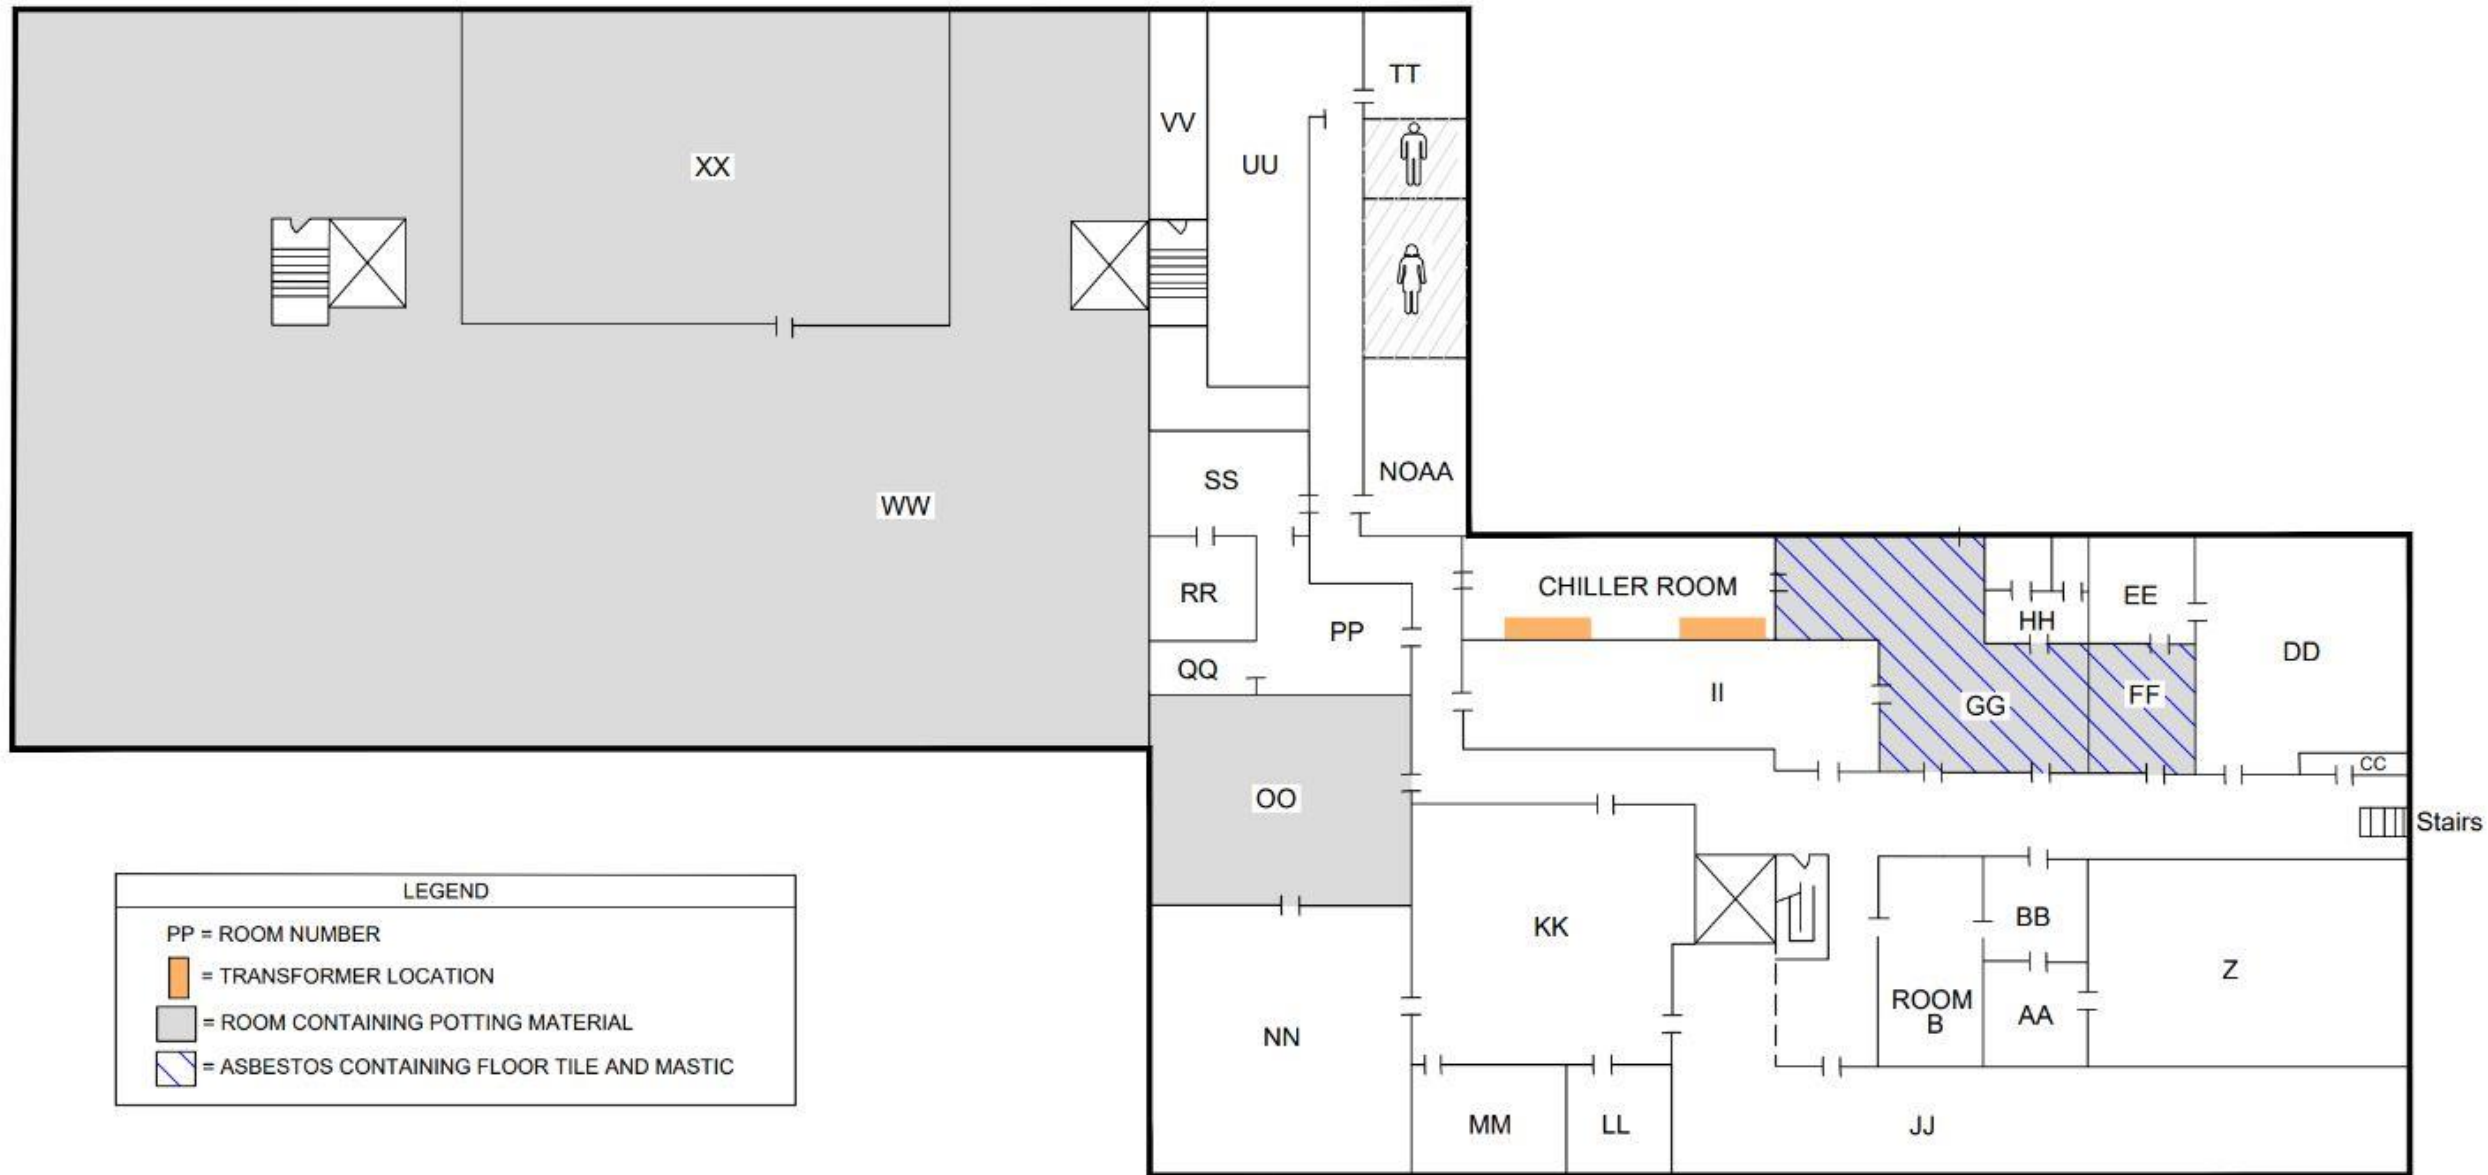 TT
VV
XX
UU
NOAA
SS
WW
CHILLER ROOM
RR
EE
HH
PP
DD
QQ
II
FF
GG
CC
OO
Stairs
LEGEND
PP = ROOM NUMBER
= TRANSFORMER LOCATION
= ROOM CONTAINING POTTING MATERIAL
= ASBESTOS CONTAINING FLOOR TILE AND MASTIC
KK
BB
Z
ROOM
B
AA
NN
MM
LL
JJ